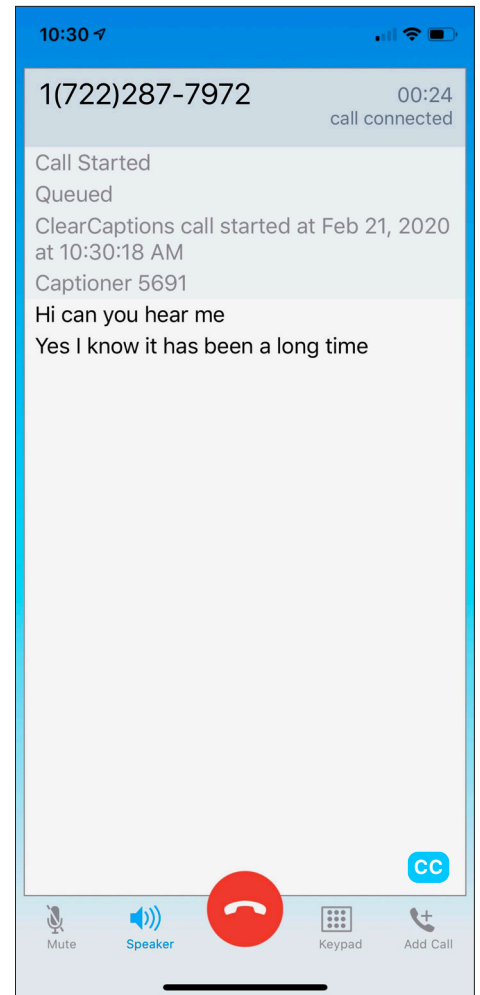 10:30
1(722)287-7972
00:24
call connected
Call Started
Queued
ClearCaptions call started at Feb 21, 2020
at 10:30:18 AM
Captioner 5691
Hi can you hear me
Yes I know it has been a long time
CC
Mute
Speaker
Keypad
Add Call